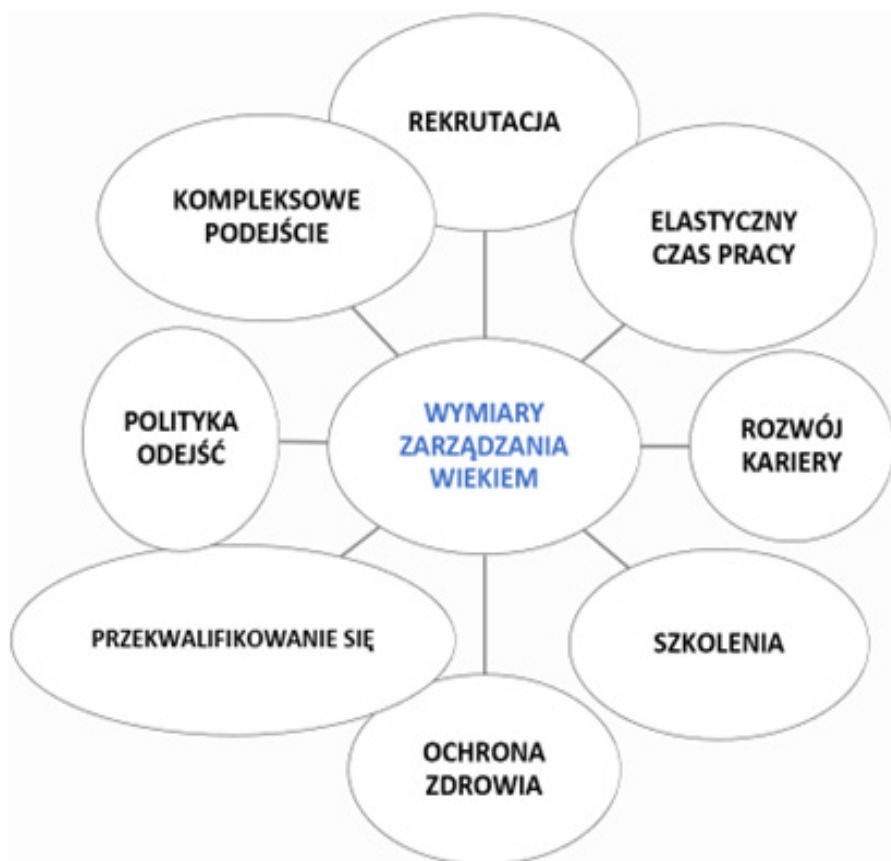 REKRUTACJA
ELASTYCZNY
CZAS PRACY
ROZWÓJ
KARIERY
SZKOLENIA
OCHRONA
ZDROWIA
PRZEKWALIFIKOWANIE SIĘ
POLITYKA
ODEJŚĆ
KOMPLEKSOWE
PODEJŚCIE
WYMIARY
ZARZĄDZANIA
WIEKIEM